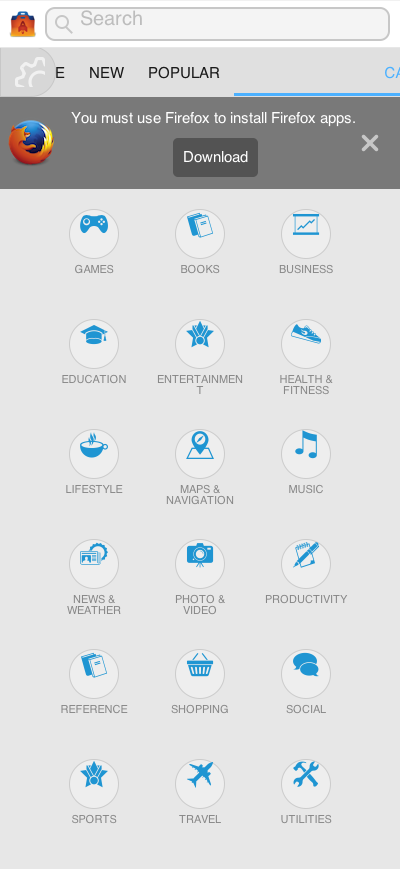 Search
E NEW POPULAR CA
You must use Firefox to install Firefox apps.
Download
GAMES BOOKS BUSINESS
EDUCATION ENTERTAINMEN HEALTH &
T FITNESS
LIFESTYLE MAPS & MUSIC
NAVIGATION
NEWS & PHOTO & PRODUCTIVITY
WEATHER VIDEO
REFERENCE SHOPPING SOCIAL
SPORTS TRAVEL UTILITIES